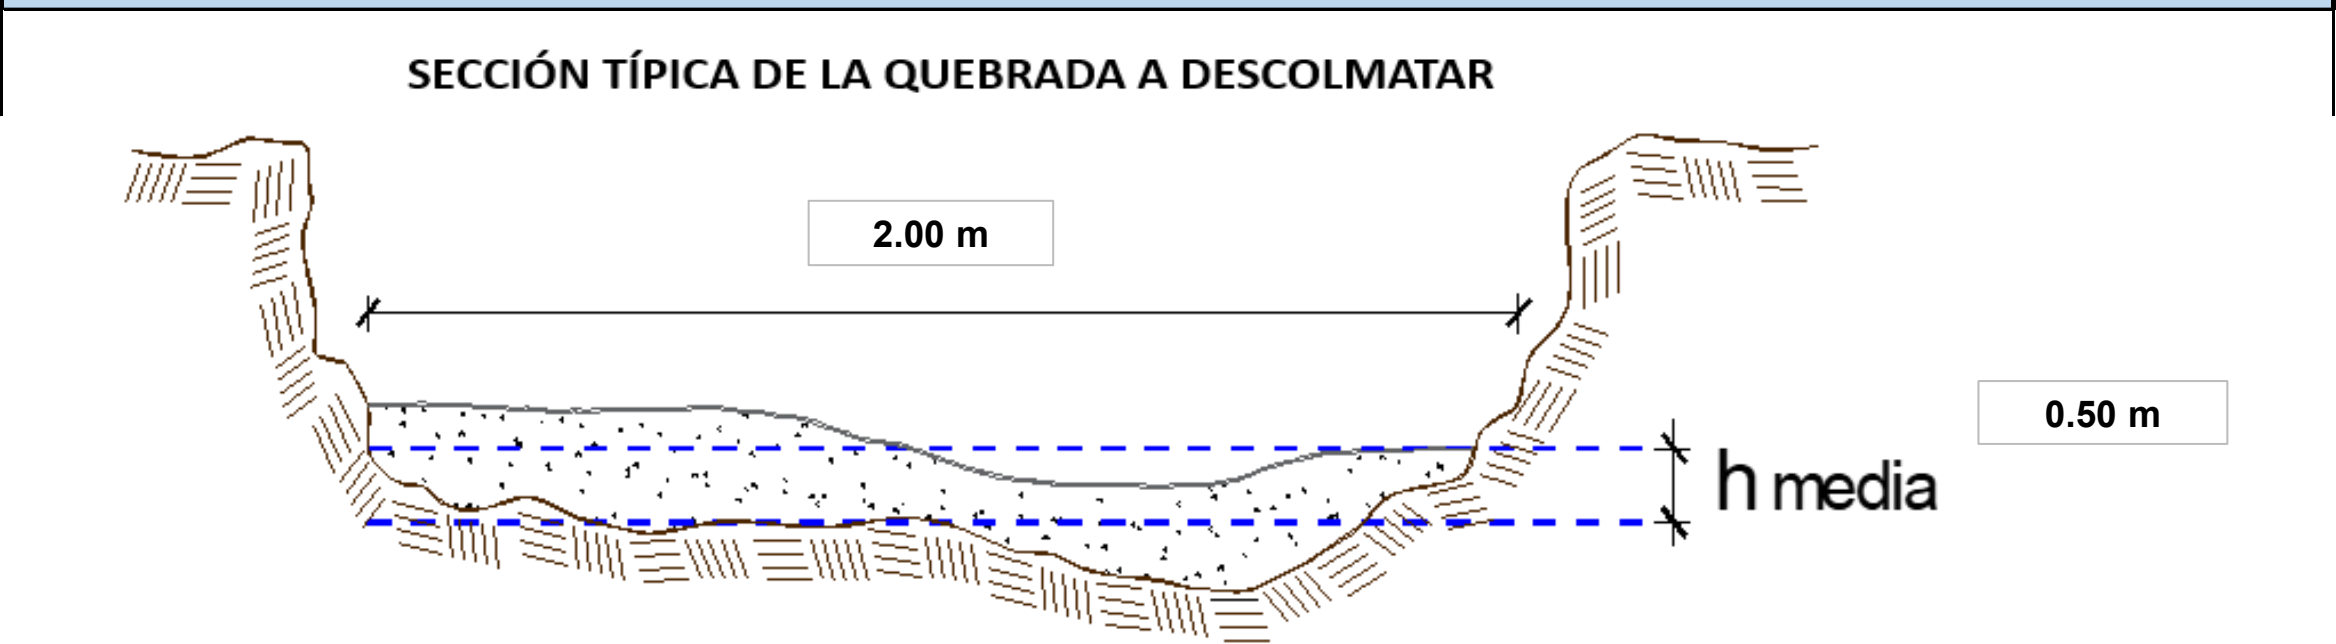 SECCIÓN TÍPICA DE LA QUEBRADA A DESCOLMATAR
2.00 m
0.50 m
h media